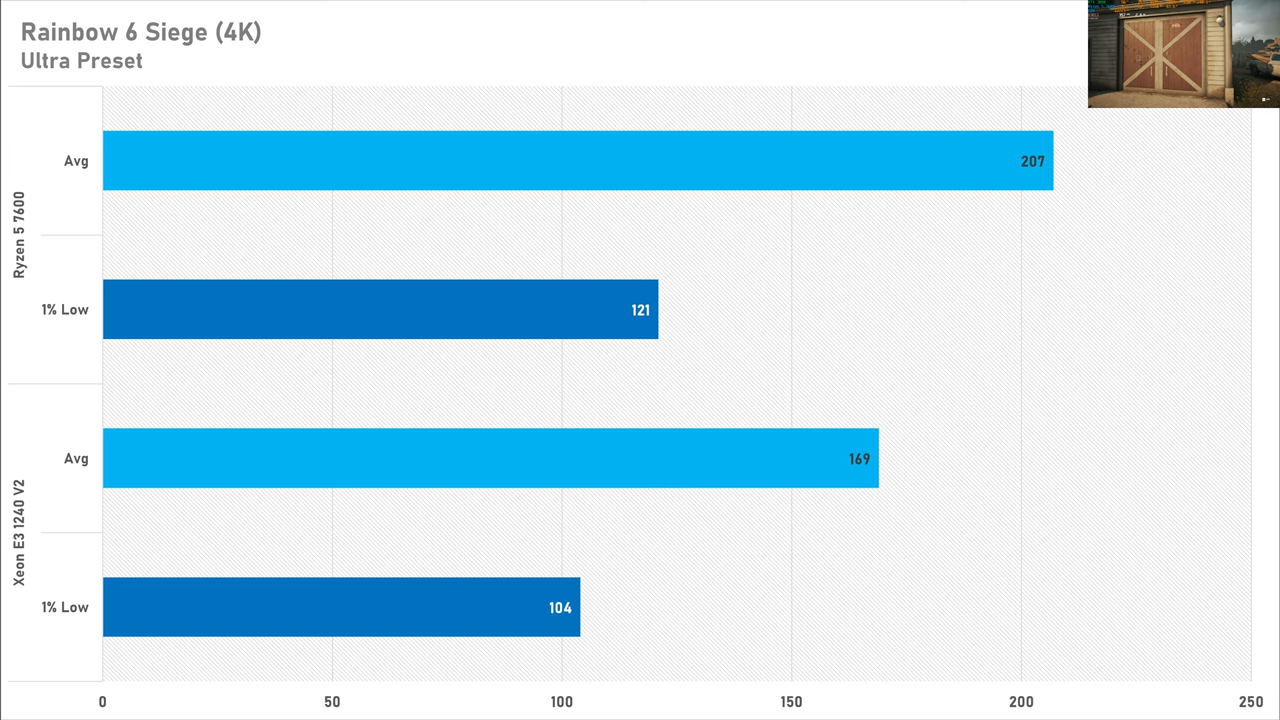 Rainbow 6 Siege (4K)
Ultra Preset
Ryzen 5 7600
Avg
207
1% Low
121
Xeon E3 1240 V2
Avg
169
1% Low
104
0
50
100
150
200
250